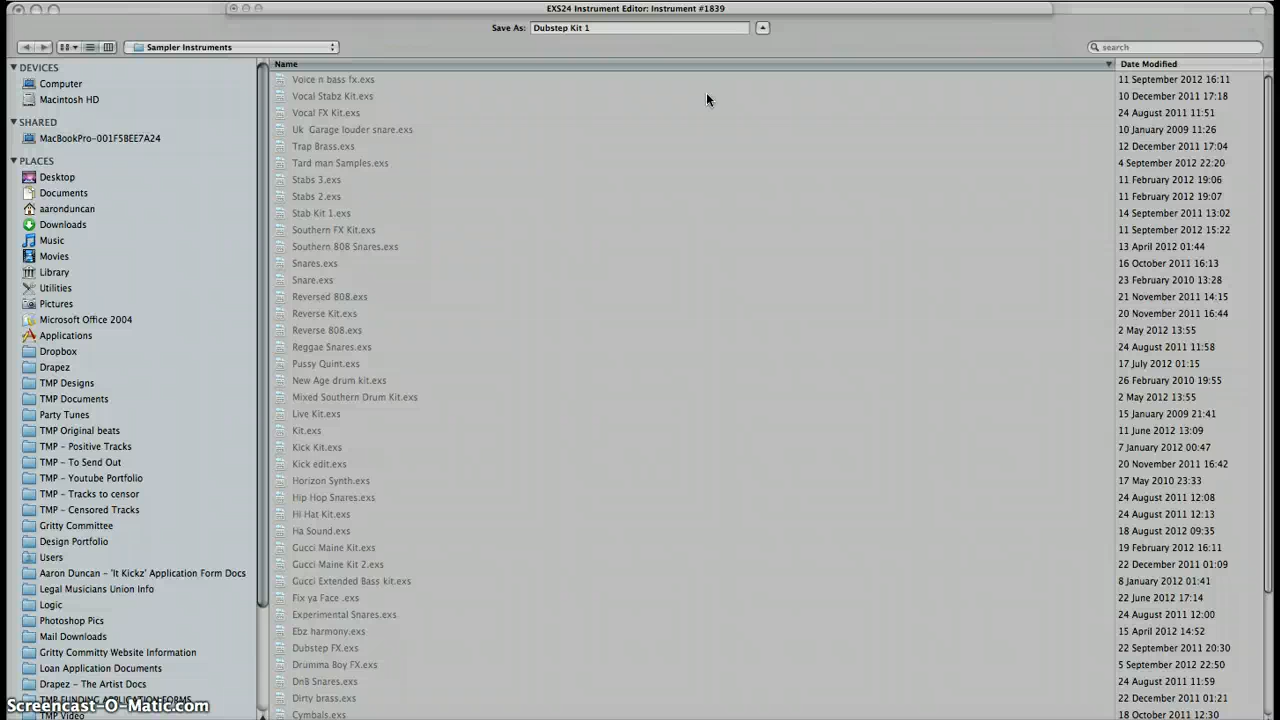 EXS24 Instrument Editor: Instrument #1839
Save As: Dubstep Kit 1
Sampler Instruments
search
Name Date Modified
DEVICES
Computer
Macintosh HD
SHARED
MacBookPro-001F5BEE7A24
PLACES
Desktop
Documents
aaronduncan
Downloads
Music
Movies
Library
Utilities
Pictures
Microsoft Office 2004
Applications
Dropbox
Drapez
TMP Designs
TMP Documents
Party Tunes
TMP Original beats
TMP - Positive Tracks
TMP - To Send Out
TMP - Youtube Portfolio
TMP - Tracks to censor
TMP - Censored Tracks
Gritty Committee
Design Portfolio
Users
Aaron Duncan - 'It Kickz' Application Form Docs
Legal Musicians Union Info
Logic
Photoshop Pics
Mail Downloads
Gritty Committy Website Information
Loan Application Documents
Drapez - The Artist Docs
TMP FUNDING APPLICATION FORMS
TMP Video
Voice n bass fx.exs 11 September 2012 16:11
Vocal Stabz Kit.exs 10 December 2011 17:18
Vocal FX Kit.exs 24 August 2011 11:51
Uk Garage louder snare.exs 10 January 2009 11:26
Trap Brass.exs 12 December 2011 17:04
Tard man Samples.exs 4 September 2012 22:20
Stabs 3.exs 11 February 2012 19:06
Stabs 2.exs 11 February 2012 19:07
Stab Kit 1.exs 14 September 2011 13:02
Southern FX Kit.exs 11 September 2012 15:22
Southern 808 Snares.exs 13 April 2012 01:44
Snares.exs 16 October 2011 16:13
Snare.exs 23 February 2010 13:28
Reversed 808.exs 21 November 2011 14:15
Reverse Kit.exs 20 November 2011 16:44
Reverse 808.exs 2 May 2012 13:55
Reggae Snares.exs 24 August 2011 11:58
Pussy Quint.exs 17 July 2012 01:15
New Age drum kit.exs 26 February 2010 19:55
Mixed Southern Drum Kit.exs 2 May 2012 13:55
Live Kit.exs 15 January 2009 21:41
Kit.exs 11 June 2012 13:09
Kick Kit.exs 7 January 2012 00:47
Kick edit.exs 20 November 2011 16:42
Horizon Synth.exs 17 May 2010 23:33
Hip Hop Snares.exs 24 August 2011 12:08
Hi Hat Kit.exs 24 August 2011 12:13
Ha Sound.exs 18 August 2012 09:35
Gucci Maine Kit.exs 19 February 2012 16:11
Gucci Maine Kit 2.exs 22 December 2011 01:09
Gucci Extended Bass kit.exs 8 January 2012 01:41
Fix ya Face .exs 22 June 2012 17:14
Experimental Snares.exs 24 August 2011 12:00
Ebz harmony.exs 15 April 2012 14:52
Dubstep FX.exs 22 September 2011 20:30
Drumma Boy FX.exs 5 September 2012 22:50
DnB Snares.exs 24 August 2011 11:59
Dirty brass.exs 22 December 2011 01:21
Cymbals.exs 18 October 2011 12:30
Screencast-O-Matic.com